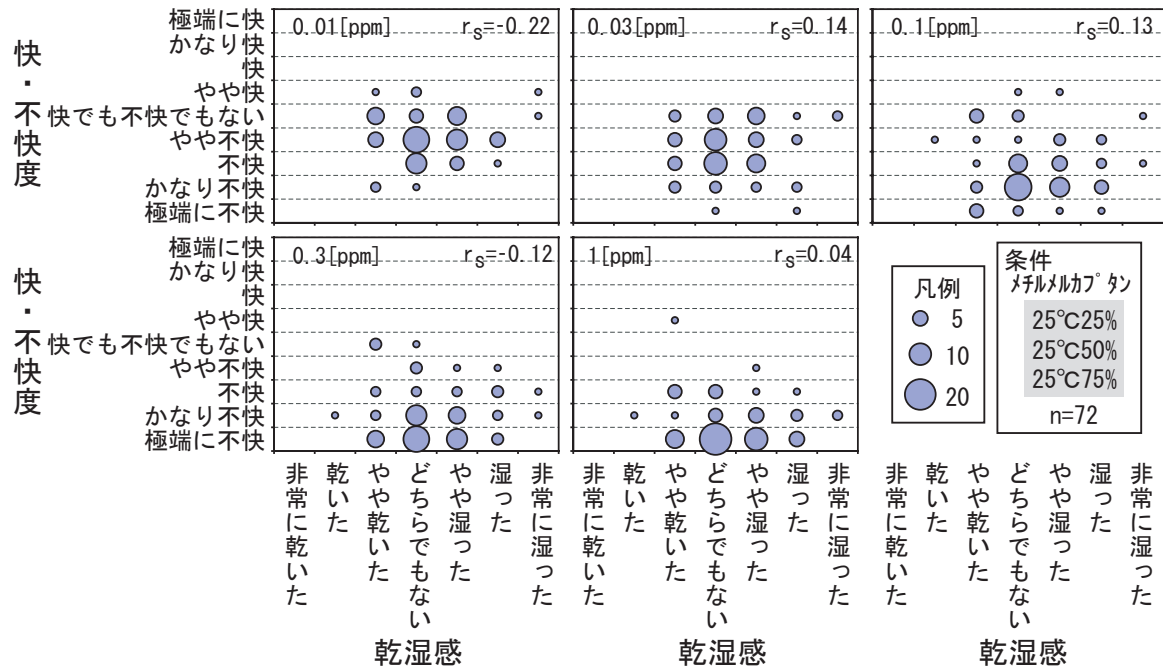 快・不快度
極端に快
かなり快
快
やや快
快でも不快でもない
やや不快
不快
かなり不快
極端に不快
0.01[ppm] rS=-0.22
0.03[ppm] rS=0.14
0.1[ppm] rS=0.13
快・不快度
極端に快
かなり快
快
やや快
快でも不快でもない
やや不快
不快
かなり不快
極端に不快
0.3[ppm] rS=-0.12
1[ppm] rS=0.04
凡例
5
10
20
条件
メチルメルカプタン
25℃25%
25℃50%
25℃75%
n=72
非常に乾いた
乾いた
やや乾いた
どちらでもない
やや湿った
湿った
非常に湿った
乾湿感
非常に乾いた
乾いた
やや乾いた
どちらでもない
やや湿った
湿った
非常に湿った
乾湿感
非常に乾いた
乾いた
やや乾いた
どちらでもない
やや湿った
湿った
非常に湿った
乾湿感